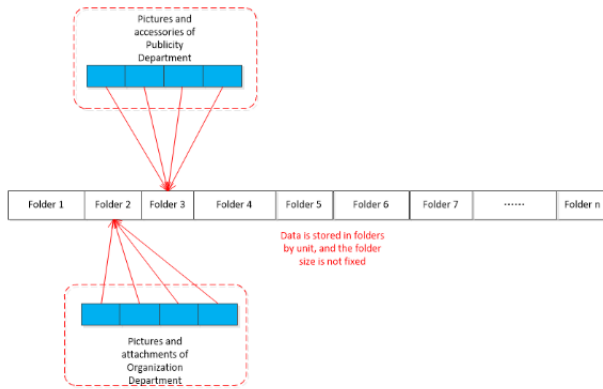 Pictures and
accessories of
Publicity
Department
Folder 1
Folder 2
Folder 3
Folder 4
Folder 5
Folder 6
Folder 7
······
Folder n
Data is stored in folders
by unit, and the folder
size is not fixed
Pictures and
attachments of
Organization
Department